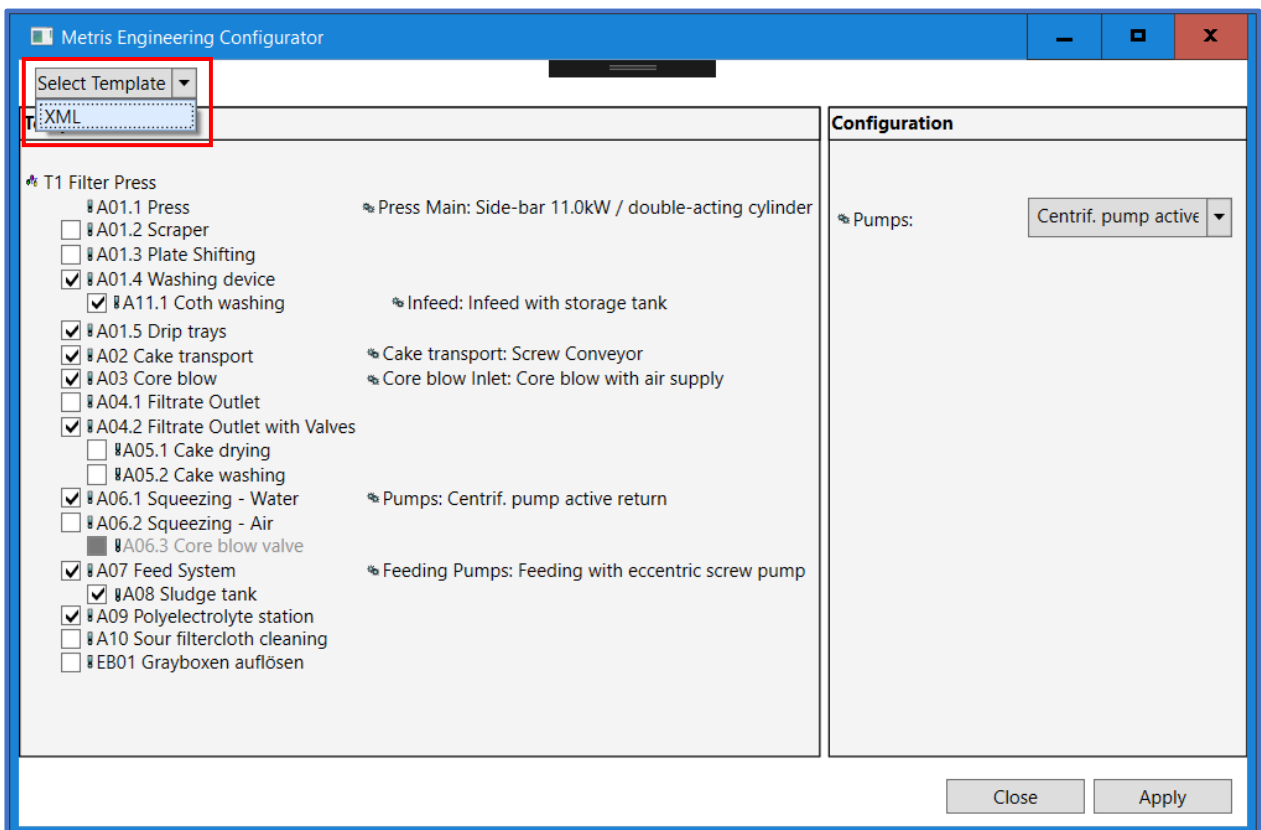 Metris Engineering Configurator
Select Template
XML
Configuration
T1 Filter Press
A01.1 Press Press Main: Side-bar 11.0kW / double-acting cylinder
A01.2 Scraper
A01.3 Plate Shifting
A01.4 Washing device
A11.1 Coth washing Infeed: Infeed with storage tank
A01.5 Drip trays
A02 Cake transport Cake transport: Screw Conveyor
A03 Core blow Core blow Inlet: Core blow with air supply
A04.1 Filtrate Outlet
A04.2 Filtrate Outlet with Valves
A05.1 Cake drying
A05.2 Cake washing
A06.1 Squeezing - Water Pumps: Centrif. pump active return
A06.2 Squeezing - Air
A06.3 Core blow valve
A07 Feed System Feeding Pumps: Feeding with eccentric screw pump
A08 Sludge tank
A09 Polyelectrolyte station
A10 Sour filtercloth cleaning
EB01 Grayboxen auflösen
Pumps: Centrif. pump active
Close Apply